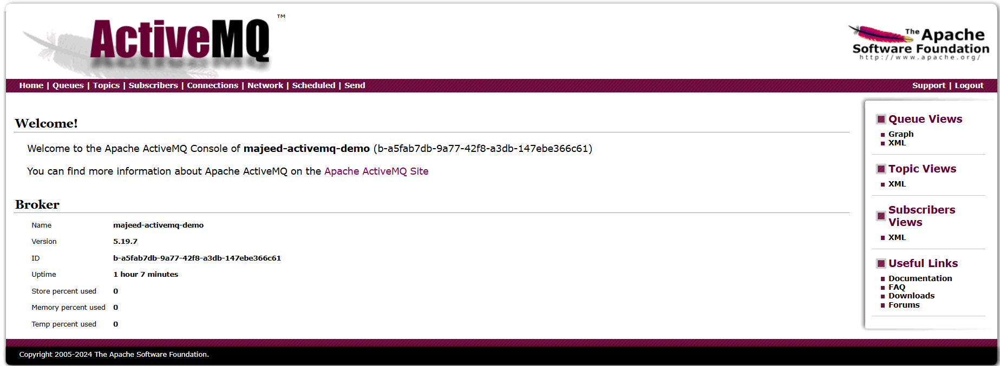 ActiveMQ™
The Apache
Software Foundation
http://www.apache.org/
Home | Queues | Topics | Subscribers | Connections | Network | Scheduled | Send
Support | Logout
Welcome!
Welcome to the Apache ActiveMQ Console of majeed-activemq-demo (b-a5fab7db-9a77-42f8-a3db-147ebe366c61)
You can find more information about Apache ActiveMQ on the Apache ActiveMQ Site
Broker
Name majeed-activemq-demo
Version 5.19.7
ID b-a5fab7db-9a77-42f8-a3db-147ebe366c61
Uptime 1 hour 7 minutes
Store percent used 0
Memory percent used 0
Temp percent used 0
Queue Views
Graph
XML
Topic Views
XML
Subscribers
Views
XML
Useful Links
Documentation
FAQ
Downloads
Forums
Copyright 2005-2024 The Apache Software Foundation.